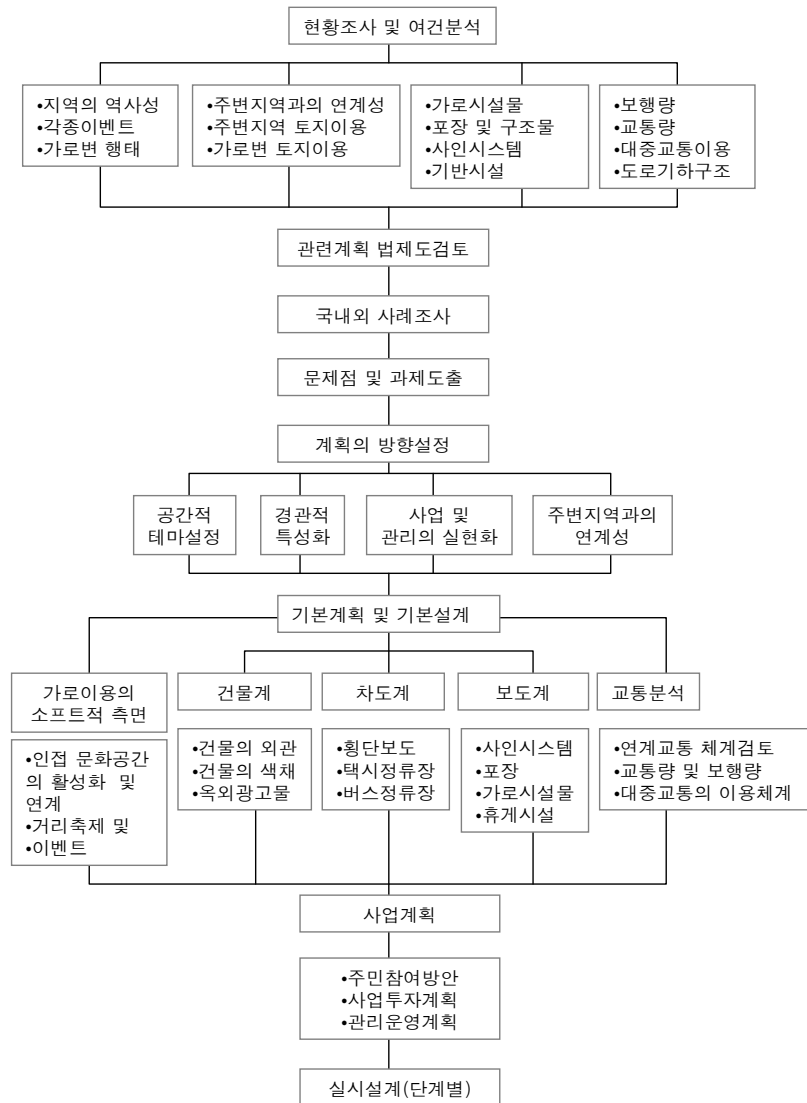 현황조사 및 여건분석
•지역의 역사성
•각종이벤트
•가로변 행태
•주변지역과의 연계성
•주변지역 토지이용
•가로변 토지이용
•가로시설물
•포장 및 구조물
•사인시스템
•기반시설
•보행량
•교통량
•대중교통이용
•도로기하구조
관련계획 법제도검토
국내외 사례조사
문제점 및 과제도출
계획의 방향설정
공간적
테마설정
경관적
특성화
사업 및
관리의 실현화
주변지역과의
연계성
기본계획 및 기본설계
가로이용의
소프트적 측면
건물계
차도계
보도계
교통분석
•인접 문화공간
의 활성화 및
연계
•거리축제 및
•이벤트
•건물의 외관
•건물의 색채
•옥외광고물
•횡단보도
•택시정류장
•버스정류장
•사인시스템
•포장
•가로시설물
•휴게시설
•연계교통 체계검토
•교통량 및 보행량
•대중교통의 이용체계
사업계획
•주민참여방안
•사업투자계획
•관리운영계획
실시설계(단계별)